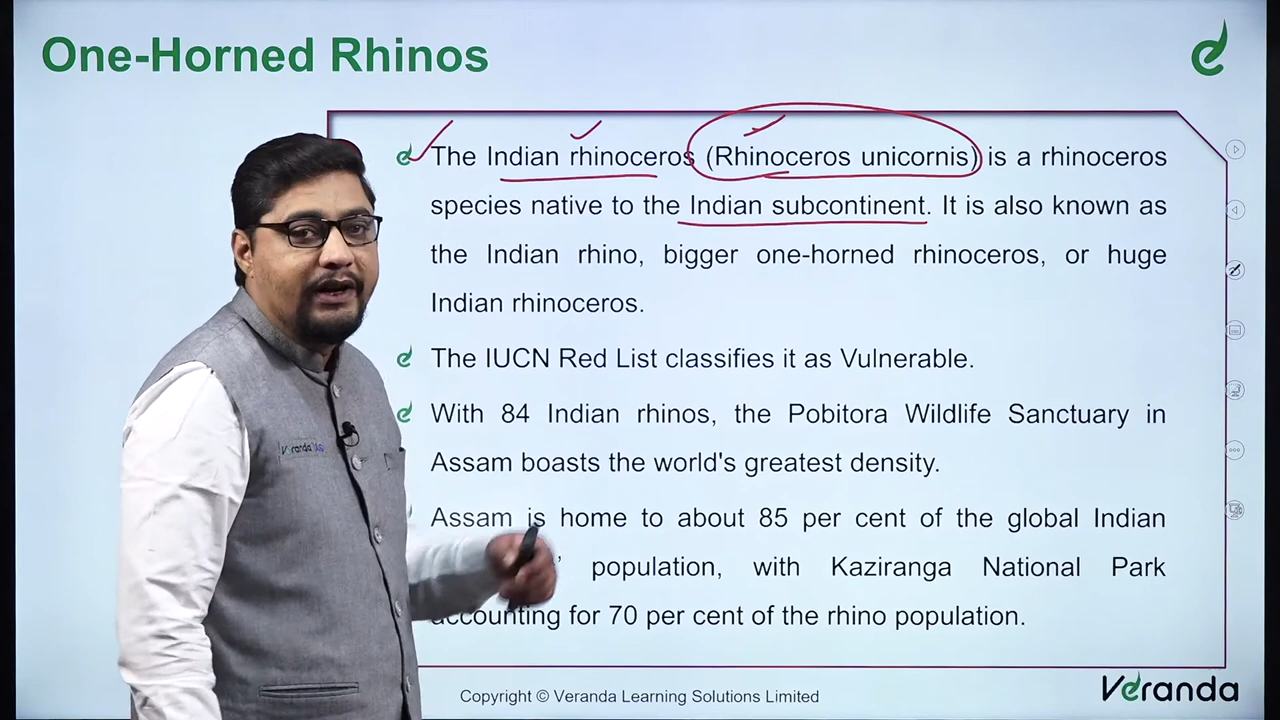 One-Horned Rhinos
The Indian rhinoceros (Rhinoceros unicornis) is a rhinoceros
species native to the Indian subcontinent. It is also known as
the Indian rhino, bigger one-horned rhinoceros, or huge
Indian rhinoceros.
The IUCN Red List classifies it as Vulnerable.
With 84 Indian rhinos, the Pobitora Wildlife Sanctuary in
Assam boasts the world's greatest density.
Assam is home to about 85 per cent of the global Indian
population, with Kaziranga National Park
accounting for 70 per cent of the rhino population.
Veranda
Copyright © Veranda Learning Solutions Limited
Veranda